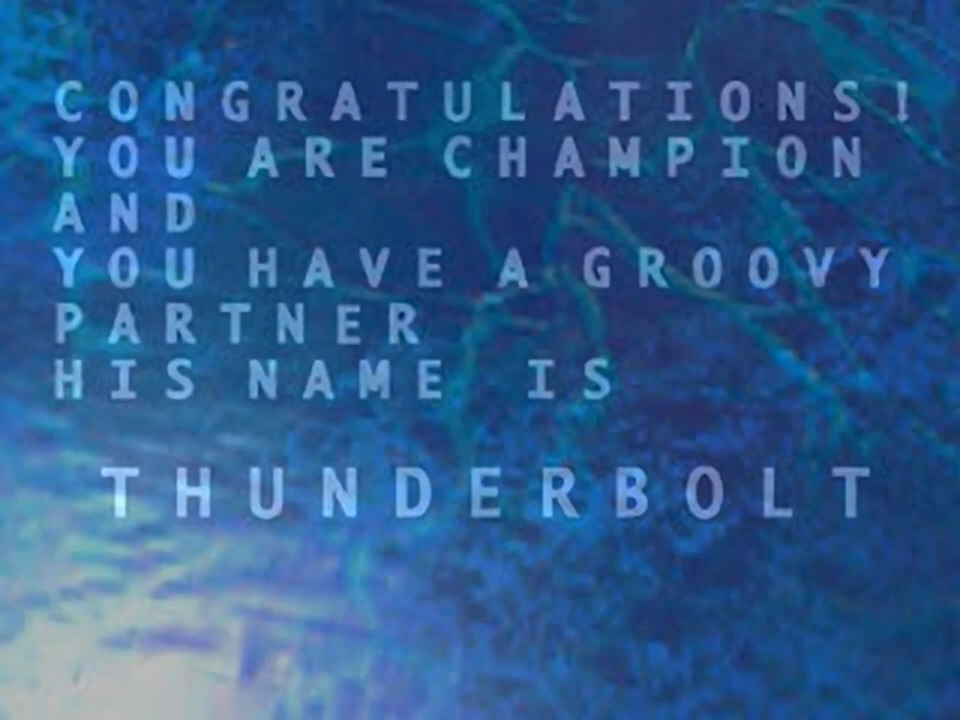 CONGRATULATIONS!
YOU ARE CHAMPION
AND
YOU HAVE A GROOVY
PARTNER
HIS NAME IS
THUNDERBOLT